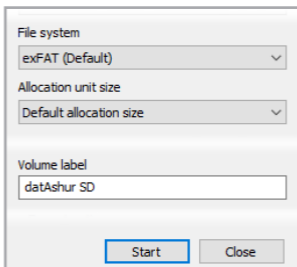 File system
exFAT (Default)
Allocation unit size
Default allocation size
Volume label
datAshur SD
Start Close